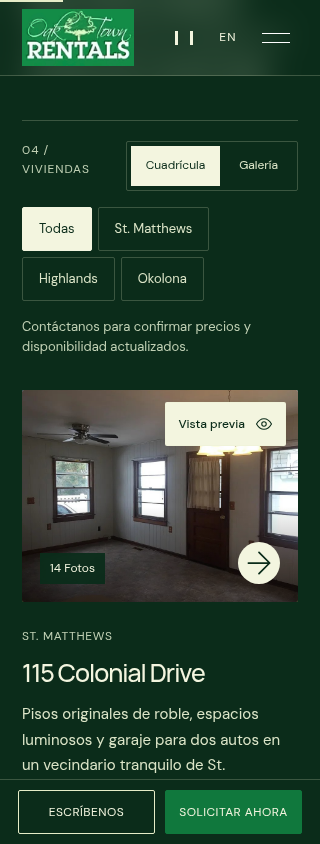 Oak Town
RENTALS
EN
04 /
VIVIENDAS
Cuadrícula
Galería
Todas
St. Matthews
Highlands
Okolona
Contáctanos para confirmar precios y
disponibilidad actualizados.
Vista previa
14 Fotos
ST. MATTHEWS
115 Colonial Drive
Pisos originales de roble, espacios
luminosos y garaje para dos autos en
un vecindario tranquilo de St.
ESCRÍBENOS
SOLICITAR AHORA